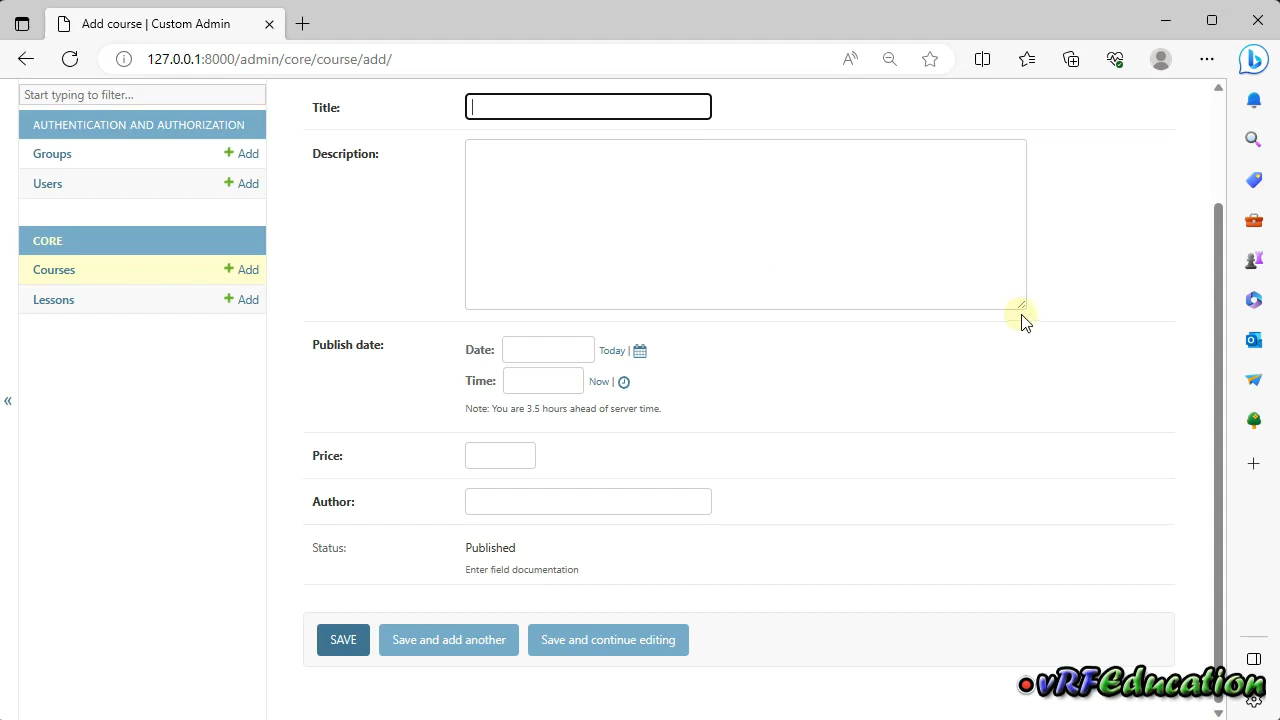 Add course | Custom Admin
127.0.0.1:8000/admin/core/course/add/
Start typing to filter...
AUTHENTICATION AND AUTHORIZATION
Groups
Add
Users
Add
CORE
Courses
Add
Lessons
Add
«
Title:
Description:
Publish date:
Date:
Today |
Time:
Now |
Note: You are 3.5 hours ahead of server time.
Price:
Author:
Status:
Published
Enter field documentation
SAVE
Save and add another
Save and continue editing
vRFEducation